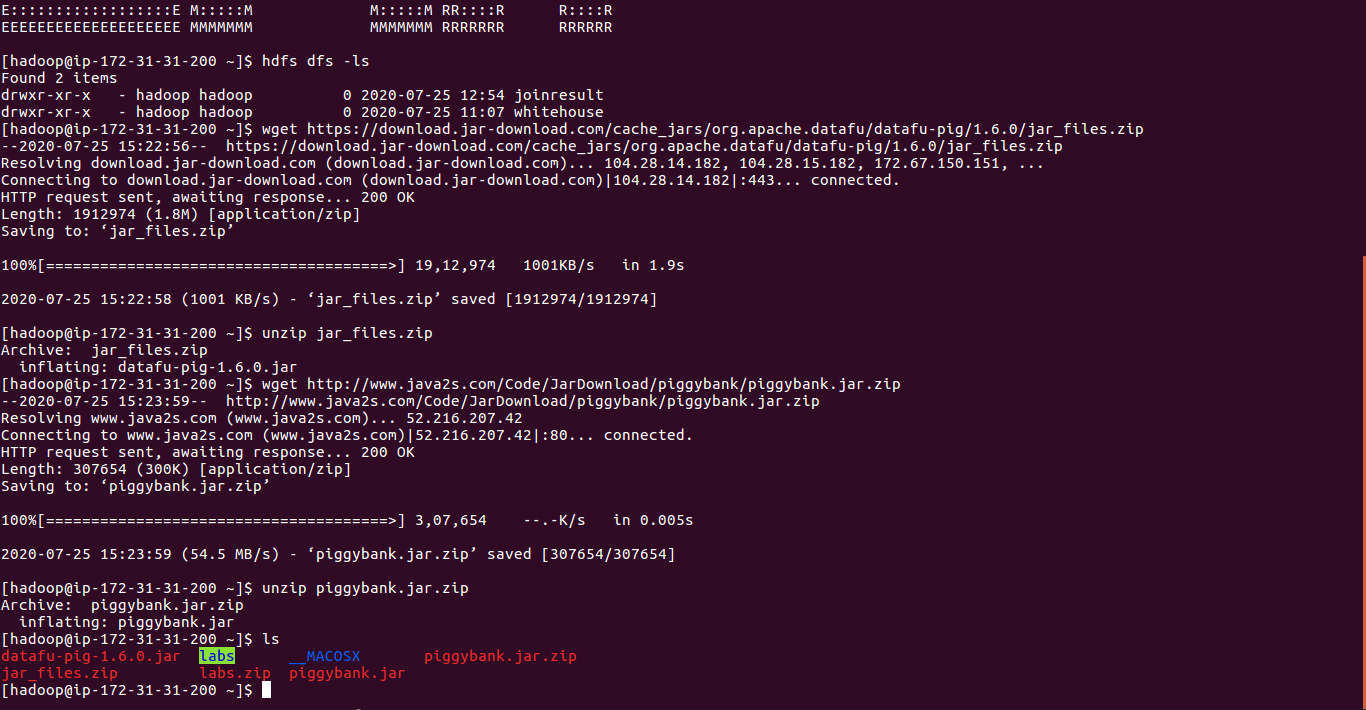 E::::::::::::::::::E M:::::M             M:::::M RR::::R      R::::R
EEEEEEEEEEEEEEEEEEEE MMMMMMM             MMMMMMM RRRRRRR      RRRRRR
[hadoop@ip-172-31-31-200 ~]$ hdfs dfs -ls
Found 2 items
drwxr-xr-x   - hadoop hadoop          0 2020-07-25 12:54 joinresult
drwxr-xr-x   - hadoop hadoop          0 2020-07-25 11:07 whitehouse
[hadoop@ip-172-31-31-200 ~]$ wget https://download.jar-download.com/cache_jars/org.apache.datafu/datafu-pig/1.6.0/jar_files.zip
--2020-07-25 15:22:56--  https://download.jar-download.com/cache_jars/org.apache.datafu/datafu-pig/1.6.0/jar_files.zip
Resolving download.jar-download.com (download.jar-download.com)... 104.28.14.182, 104.28.15.182, 172.67.150.151, ...
Connecting to download.jar-download.com (download.jar-download.com)|104.28.14.182|:443... connected.
HTTP request sent, awaiting response... 200 OK
Length: 1912974 (1.8M) [application/zip]
Saving to: ‘jar_files.zip’
100%[======================================>] 19,12,974   1001KB/s   in 1.9s
2020-07-25 15:22:58 (1001 KB/s) - ‘jar_files.zip’ saved [1912974/1912974]
[hadoop@ip-172-31-31-200 ~]$ unzip jar_files.zip
Archive:  jar_files.zip
  inflating: datafu-pig-1.6.0.jar
[hadoop@ip-172-31-31-200 ~]$ wget http://www.java2s.com/Code/JarDownload/piggybank/piggybank.jar.zip
--2020-07-25 15:23:59--  http://www.java2s.com/Code/JarDownload/piggybank/piggybank.jar.zip
Resolving www.java2s.com (www.java2s.com)... 52.216.207.42
Connecting to www.java2s.com (www.java2s.com)|52.216.207.42|:80... connected.
HTTP request sent, awaiting response... 200 OK
Length: 307654 (300K) [application/zip]
Saving to: ‘piggybank.jar.zip’
100%[======================================>] 3,07,654    --.-K/s   in 0.005s
2020-07-25 15:23:59 (54.5 MB/s) - ‘piggybank.jar.zip’ saved [307654/307654]
[hadoop@ip-172-31-31-200 ~]$ unzip piggybank.jar.zip
Archive:  piggybank.jar.zip
  inflating: piggybank.jar
[hadoop@ip-172-31-31-200 ~]$ ls
datafu-pig-1.6.0.jar  labs      __MACOSX       piggybank.jar.zip
jar_files.zip         labs.zip  piggybank.jar
[hadoop@ip-172-31-31-200 ~]$